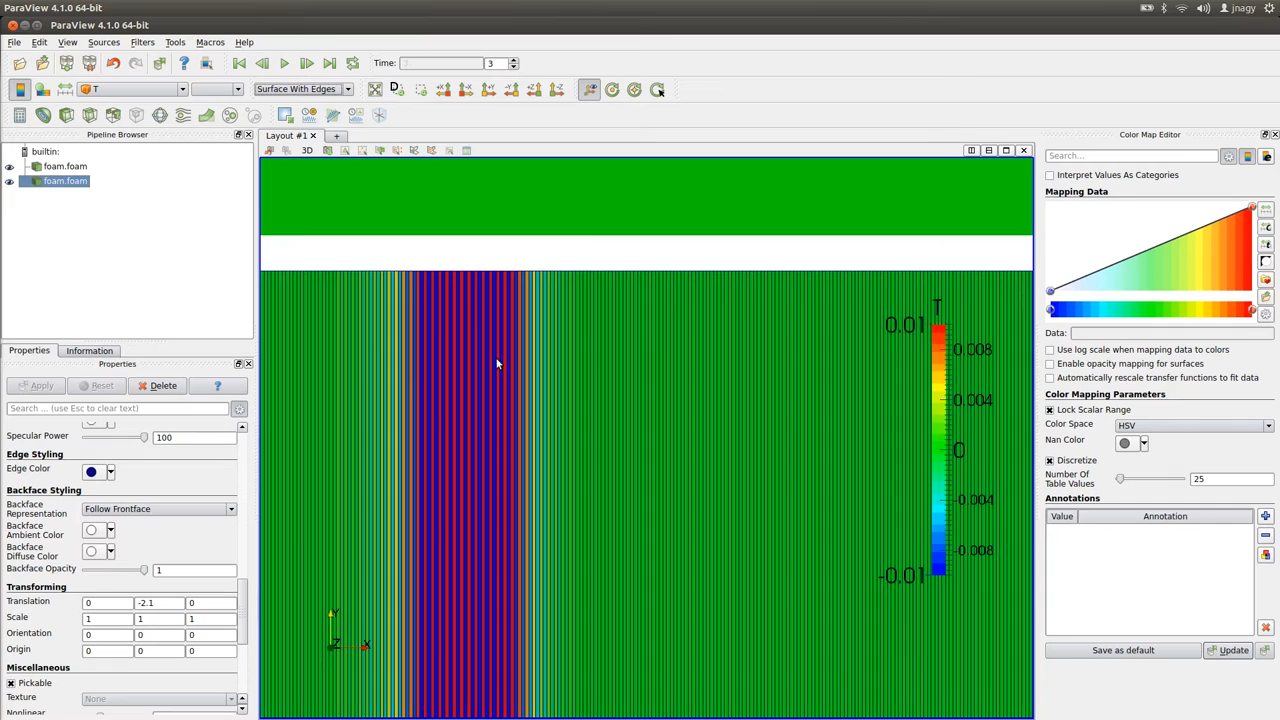 ParaView 4.1.0 64-bit
jnagy
ParaView 4.1.0 64-bit
File Edit View Sources Filters Tools Macros Help
Time: 3
T Surface With Edges
+X -X +Y -Y +Z -Z
Pipeline Browser
builtin:
foam.foam
foam.foam
Properties Information
Properties
Apply Reset Delete ?
Search ... (use Esc to clear text)
Specular Power 100
Edge Styling
Edge Color
Backface Styling
Backface
Representation Follow Frontface
Backface
Ambient Color
Backface
Diffuse Color
Backface Opacity 1
Transforming
Translation 0 -2.1 0
Scale 1 1 1
Orientation 0 0 0
Origin 0 0 0
Miscellaneous
Pickable
Texture None
Nonlinear
Layout #1
3D
T
0.01
0.008
0.004
0
-0.004
-0.008
-0.01
Y
Z X
Color Map Editor
Search...
Interpret Values As Categories
Mapping Data
Data:
Use log scale when mapping data to colors
Enable opacity mapping for surfaces
Automatically rescale transfer functions to fit data
Color Mapping Parameters
Lock Scalar Range
Color Space HSV
Nan Color
Discretize
Number Of
Table Values 25
Annotations
Value Annotation
Save as default Update